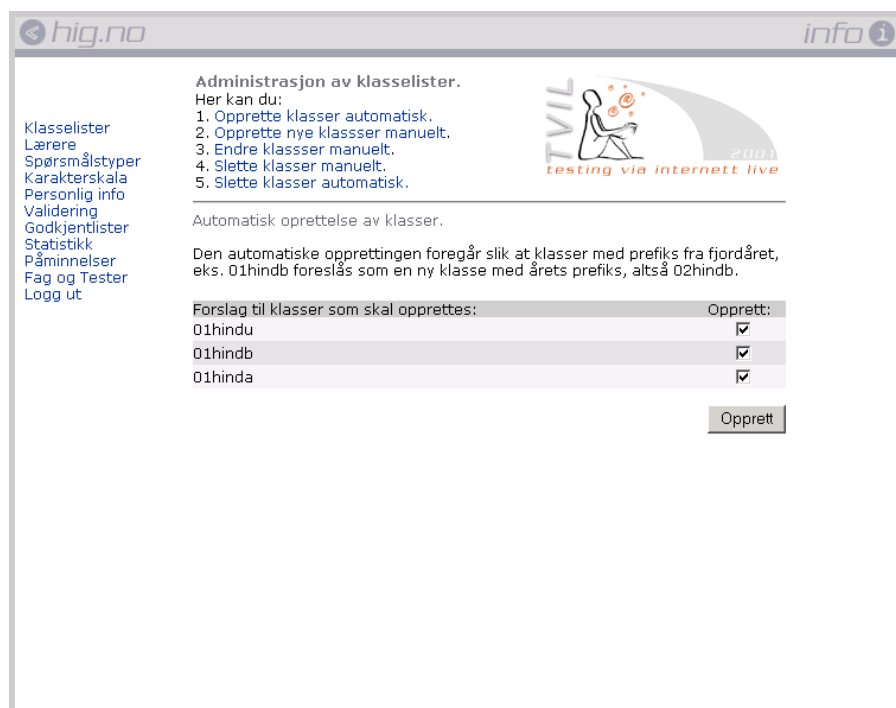 hig.no
info
Administrasjon av klasselister.
Her kan du:
1. Opprette klasser automatisk.
2. Opprette nye klassser manuelt.
3. Endre klassser manuelt.
4. Slette klasser manuelt.
5. Slette klasser automatisk.
TVIL
2001
testing via internett live
Klasselister
Lærere
Spørsmålstyper
Karakterskala
Personlig info
Validering
Godkjentlister
Statistikk
Påminnelser
Fag og Tester
Logg ut
Automatisk oprettelse av klasser.
Den automatiske opprettingen foregår slik at klasser med prefiks fra fjordåret,
eks. 01hindb foreslås som en ny klasse med årets prefiks, altså 02hindb.
Forslag til klasser som skal opprettes: Opprett:
01hindu
01hindb
01hinda
Opprett